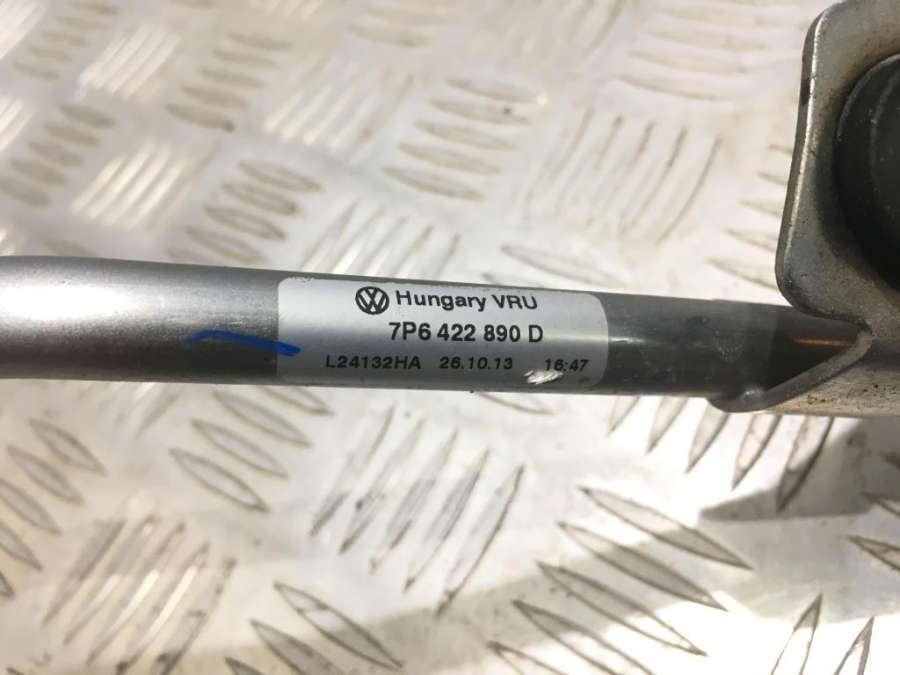 Hungary VRU
7P6 422 890 D
L24132HA 26.10.13 16:47